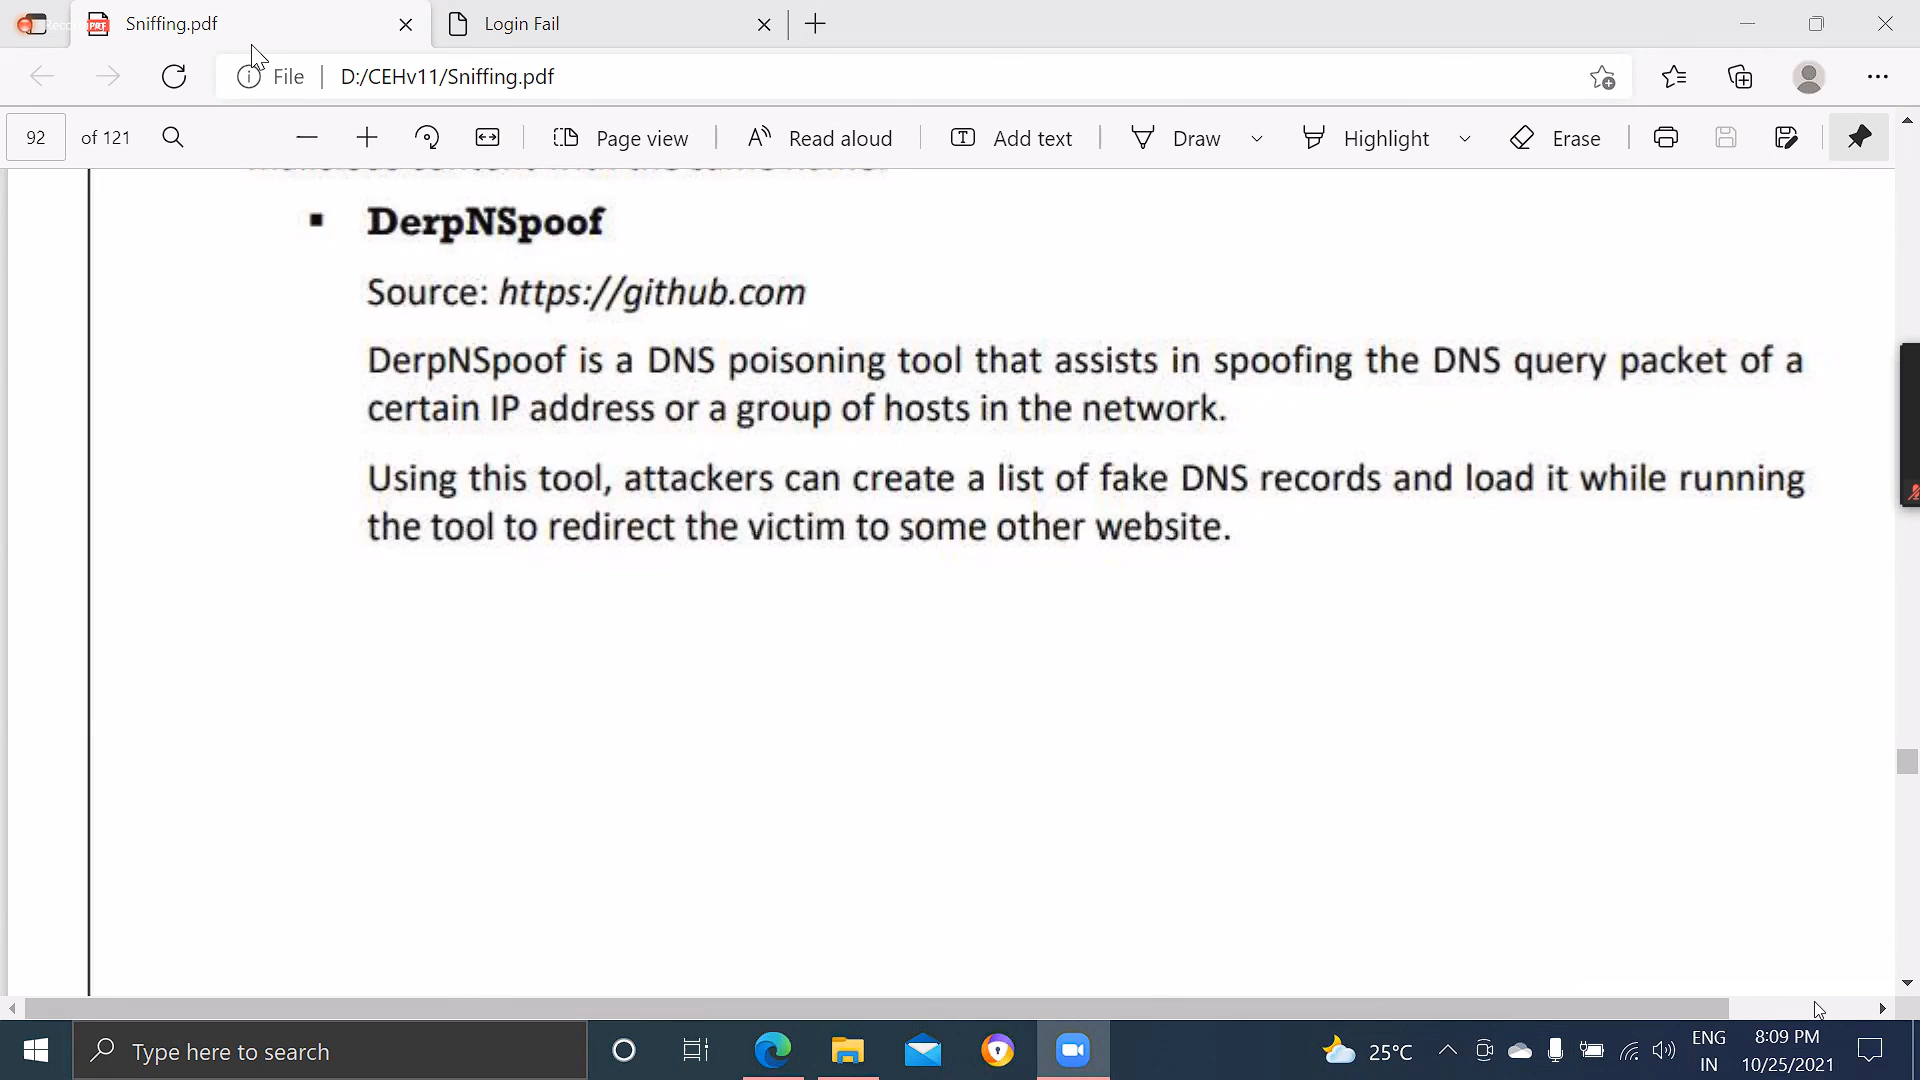 Sniffing.pdf
Login Fail
File
D:/CEHv11/Sniffing.pdf
92 of 121
Page view
Read aloud
Add text
Draw
Highlight
Erase
DerpNSpoof
Source: https://github.com
DerpNSpoof is a DNS poisoning tool that assists in spoofing the DNS query packet of a
certain IP address or a group of hosts in the network.
Using this tool, attackers can create a list of fake DNS records and load it while running
the tool to redirect the victim to some other website.
Type here to search
25°C
ENG
IN
8:09 PM
10/25/2021